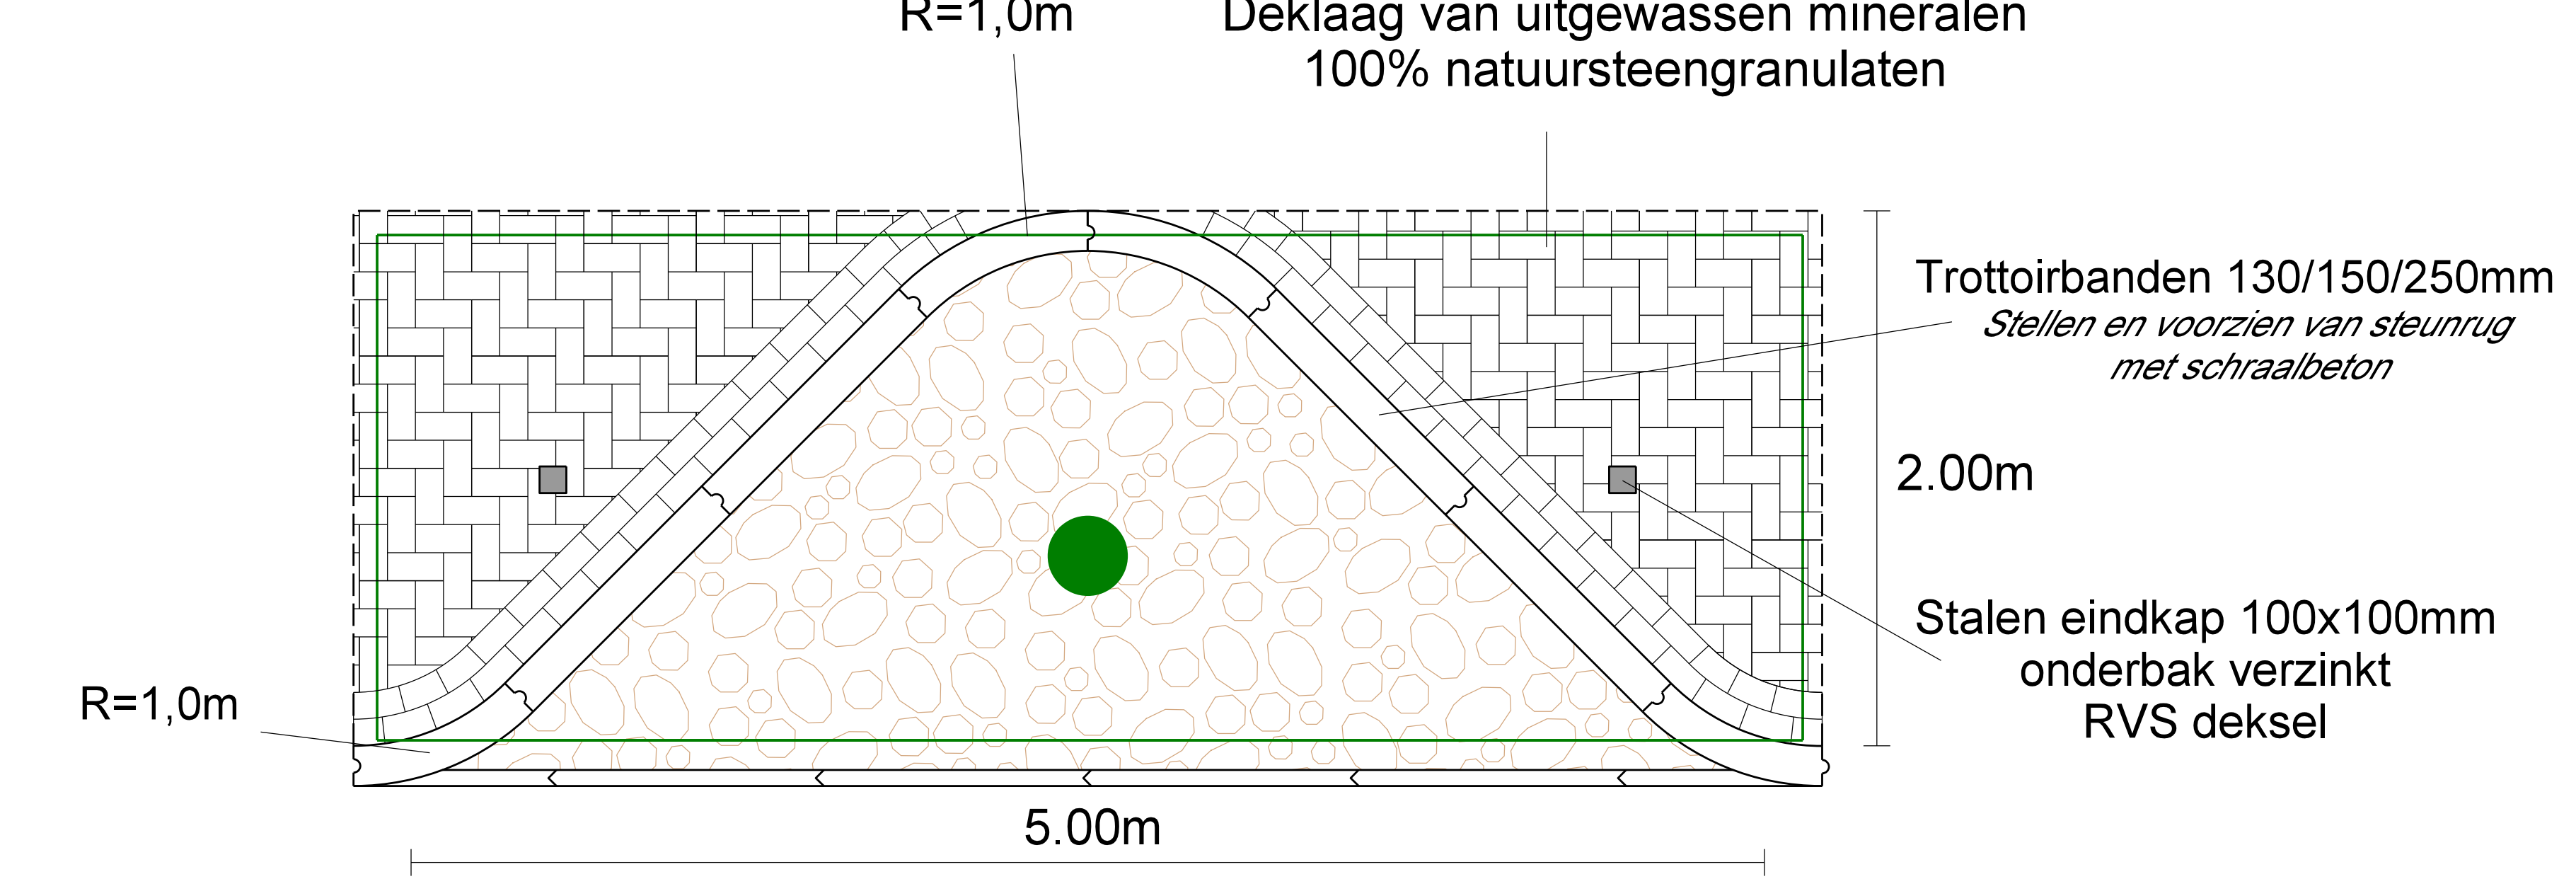 R=1,0m
Deklaag van uitgewassen mineralen
100% natuursteengranulaten
Trottoirbanden 130/150/250mm
Stellen en voorzien van steunrug
met schraalbeton
2.00m
Stalen eindkap 100x100mm
onderbak verzinkt
RVS deksel
R=1,0m
5.00m